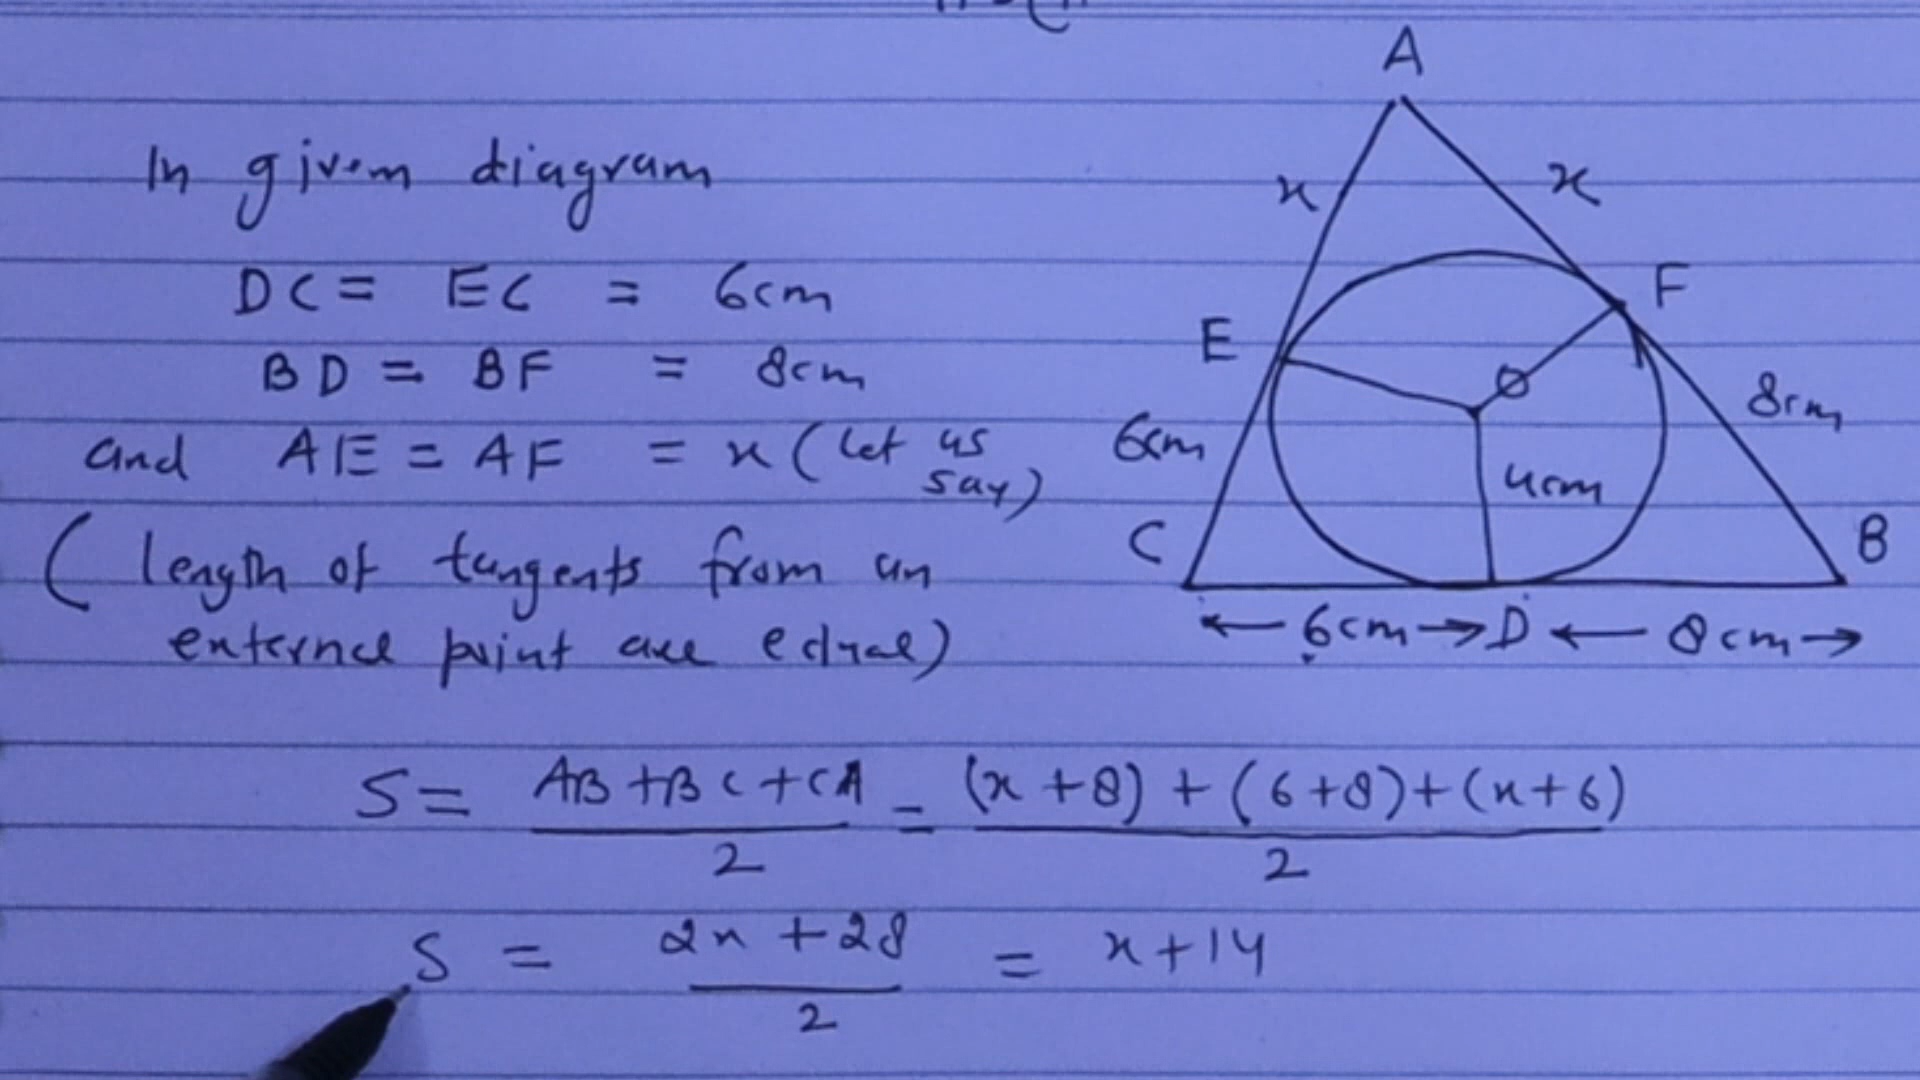 In given diagram
DC = EC = 6cm
BD = BF = 8cm
and AE = AF = x (let us say)
(length of tangents from an
external point are equal)
A
x x
F
E
O
8cm
6cm
4cm
C B
← 6cm → D ← 8cm →
S = AB+BC+CA / 2 = (x+8)+(6+8)+(x+6) / 2
S = 2x+28 / 2 = x+14